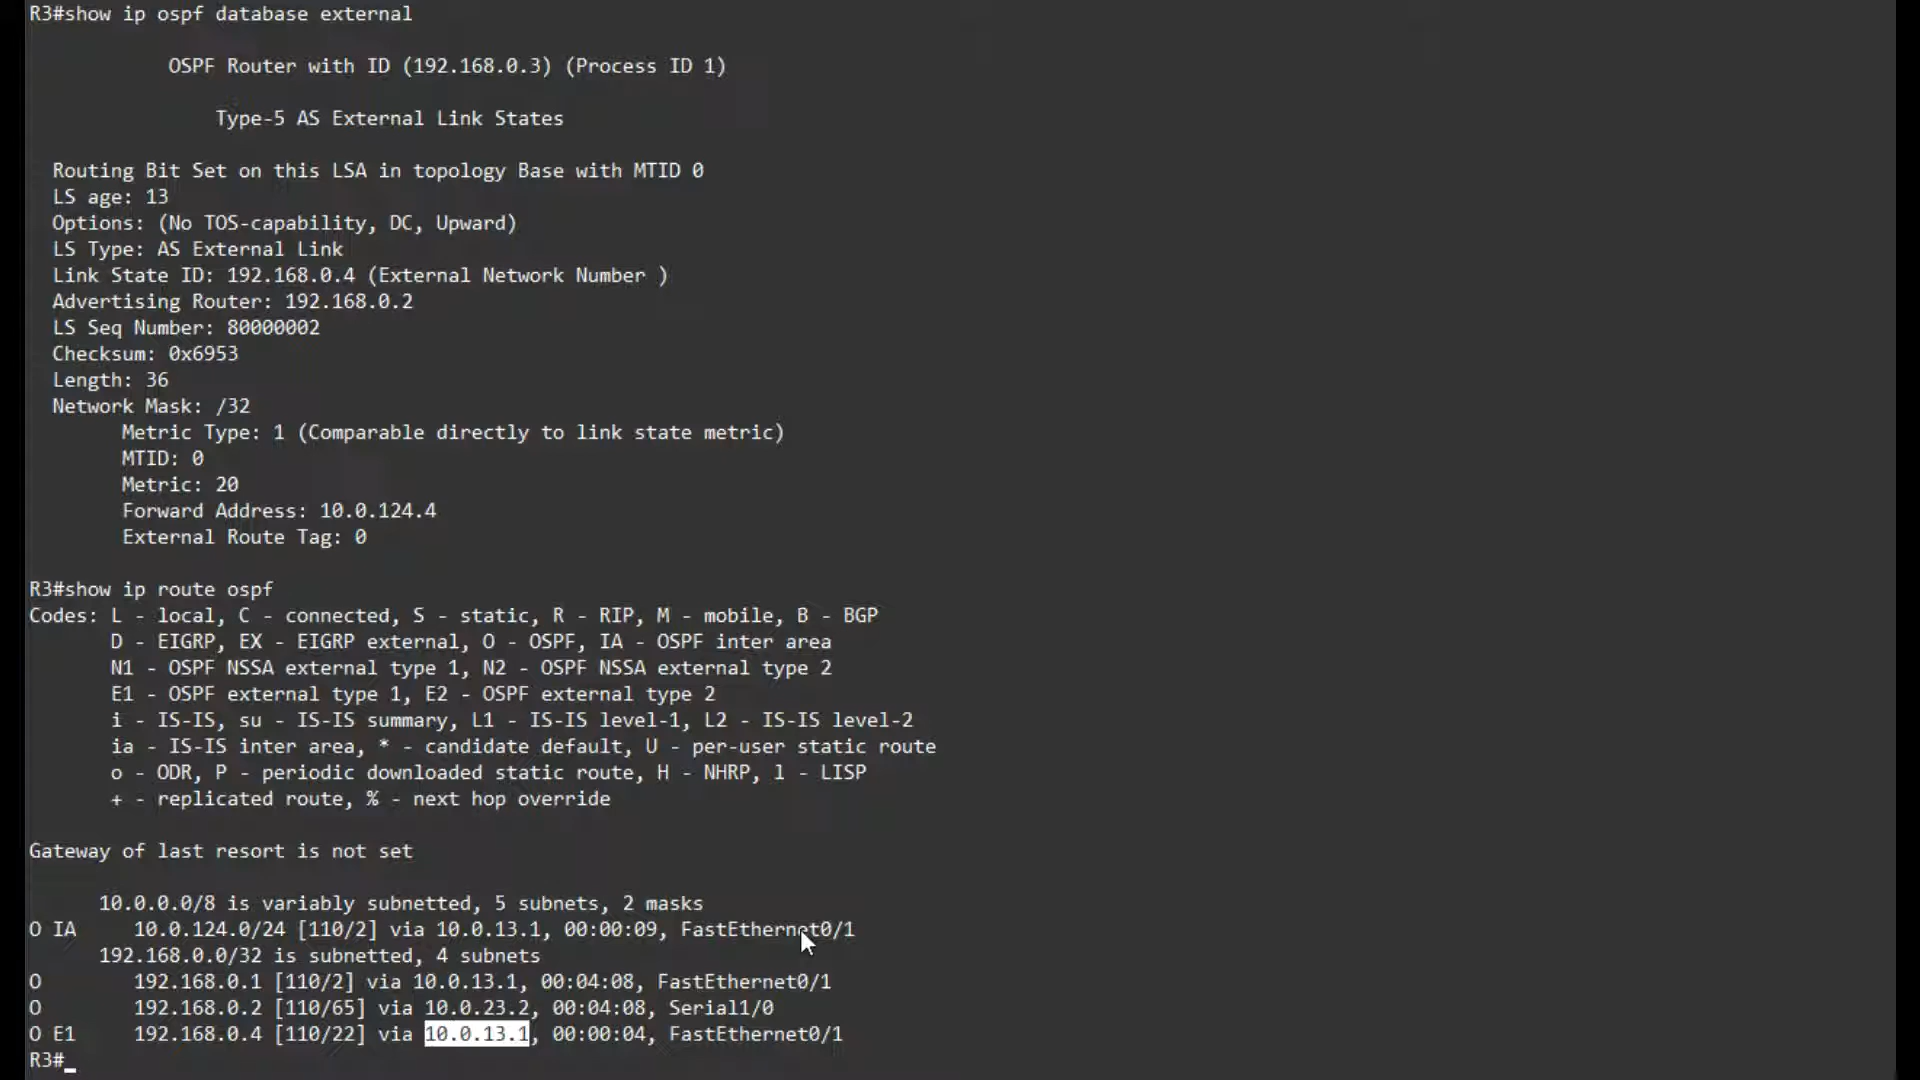 R3#show ip ospf database external
OSPF Router with ID (192.168.0.3) (Process ID 1)
Type-5 AS External Link States
Routing Bit Set on this LSA in topology Base with MTID 0
LS age: 13
Options: (No TOS-capability, DC, Upward)
LS Type: AS External Link
Link State ID: 192.168.0.4 (External Network Number )
Advertising Router: 192.168.0.2
LS Seq Number: 80000002
Checksum: 0x6953
Length: 36
Network Mask: /32
Metric Type: 1 (Comparable directly to link state metric)
MTID: 0
Metric: 20
Forward Address: 10.0.124.4
External Route Tag: 0
R3#show ip route ospf
Codes: L - local, C - connected, S - static, R - RIP, M - mobile, B - BGP
D - EIGRP, EX - EIGRP external, O - OSPF, IA - OSPF inter area
N1 - OSPF NSSA external type 1, N2 - OSPF NSSA external type 2
E1 - OSPF external type 1, E2 - OSPF external type 2
i - IS-IS, su - IS-IS summary, L1 - IS-IS level-1, L2 - IS-IS level-2
ia - IS-IS inter area, * - candidate default, U - per-user static route
o - ODR, P - periodic downloaded static route, H - NHRP, l - LISP
+ - replicated route, % - next hop override
Gateway of last resort is not set
10.0.0.0/8 is variably subnetted, 5 subnets, 2 masks
O IA 10.0.124.0/24 [110/2] via 10.0.13.1, 00:00:09, FastEthernet0/1
192.168.0.0/32 is subnetted, 4 subnets
O 192.168.0.1 [110/2] via 10.0.13.1, 00:04:08, FastEthernet0/1
O 192.168.0.2 [110/65] via 10.0.23.2, 00:04:08, Serial1/0
O E1 192.168.0.4 [110/22] via 10.0.13.1, 00:00:04, FastEthernet0/1
R3#